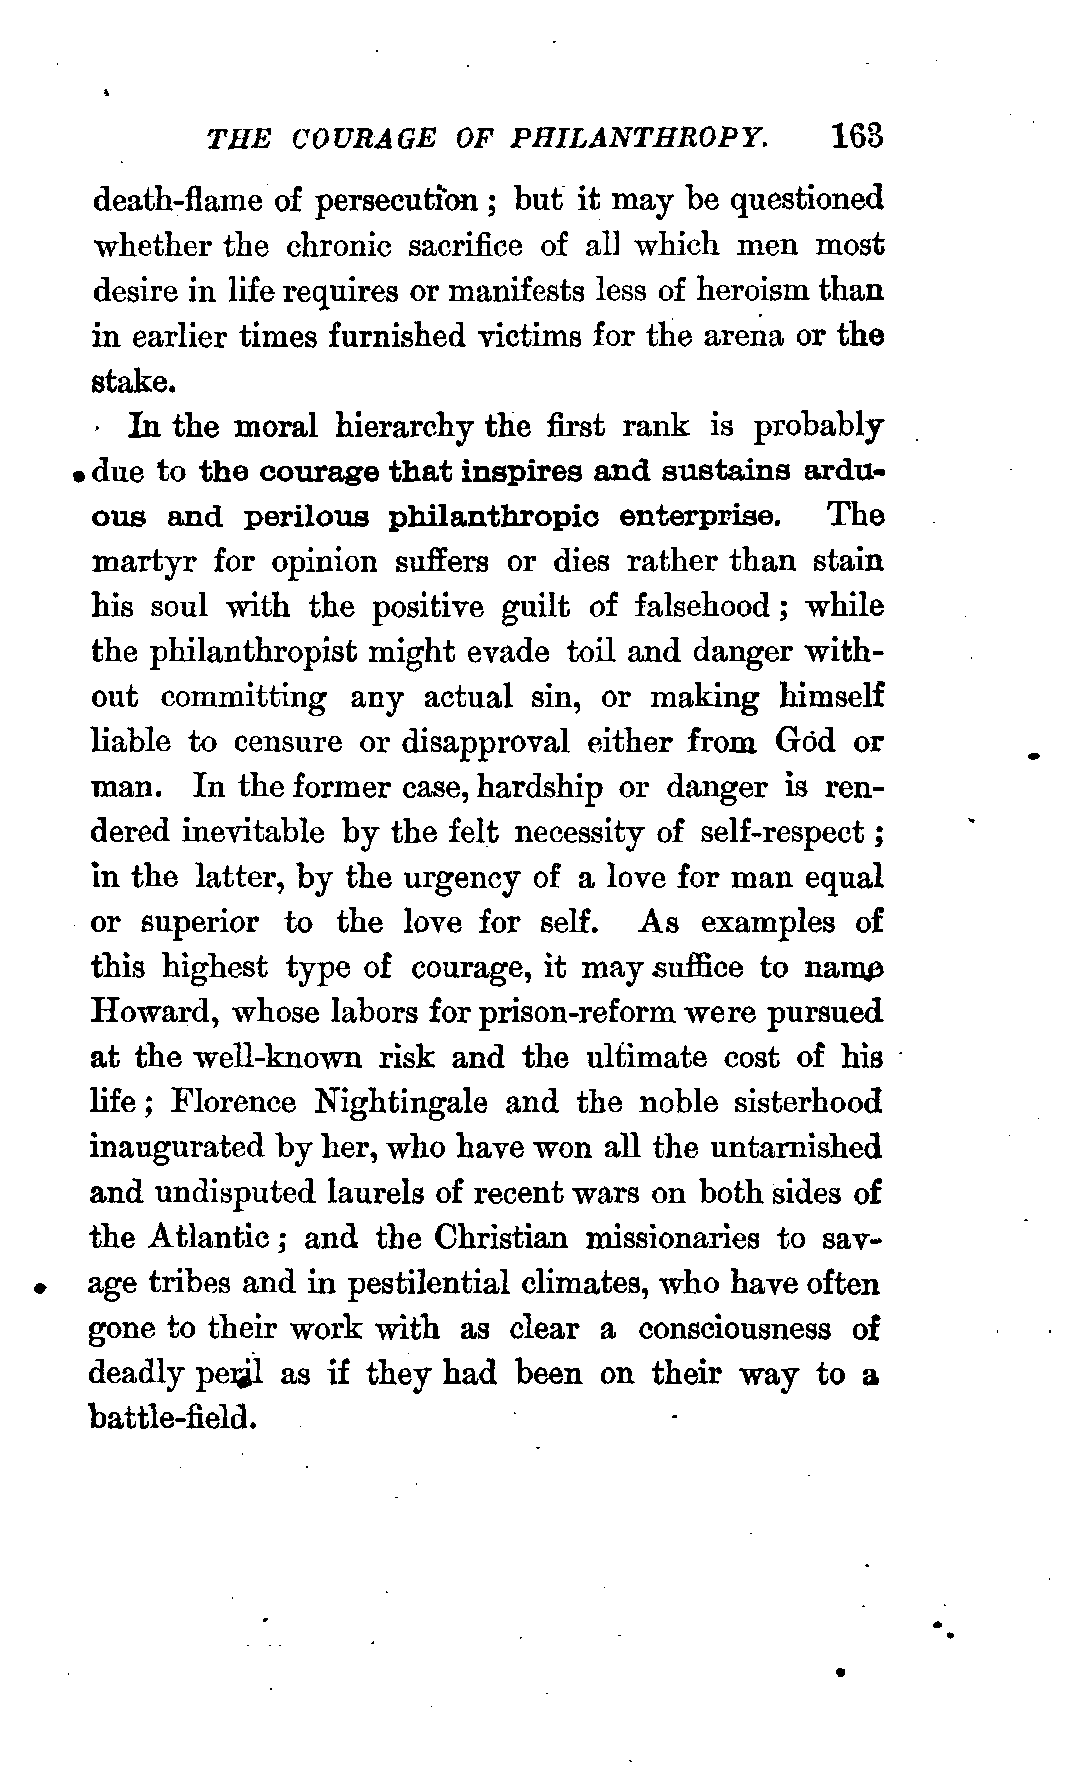 THE COURAGE OF PHILANTHROPY. 163
death-flame of persecution ; but it may be questioned
whether the chronic sacrifice of all which men most
desire in life requires or manifests less of heroism than
in earlier times furnished victims for the arena or the
stake.
In the moral hierarchy the first rank is probably
due to the courage that inspires and sustains ardu-
ous and perilous philanthropic enterprise. The
martyr for opinion suffers or dies rather than stain
his soul with the positive guilt of falsehood ; while
the philanthropist might evade toil and danger with-
out committing any actual sin, or making himself
liable to censure or disapproval either from God or
man. In the former case, hardship or danger is ren-
dered inevitable by the felt necessity of self-respect ;
in the latter, by the urgency of a love for man equal
or superior to the love for self. As examples of
this highest type of courage, it may suffice to name
Howard, whose labors for prison-reform were pursued
at the well-known risk and the ultimate cost of his
life ; Florence Nightingale and the noble sisterhood
inaugurated by her, who have won all the untarnished
and undisputed laurels of recent wars on both sides of
the Atlantic ; and the Christian missionaries to sav-
age tribes and in pestilential climates, who have often
gone to their work with as clear a consciousness of
deadly peril as if they had been on their way to a
battle-field.